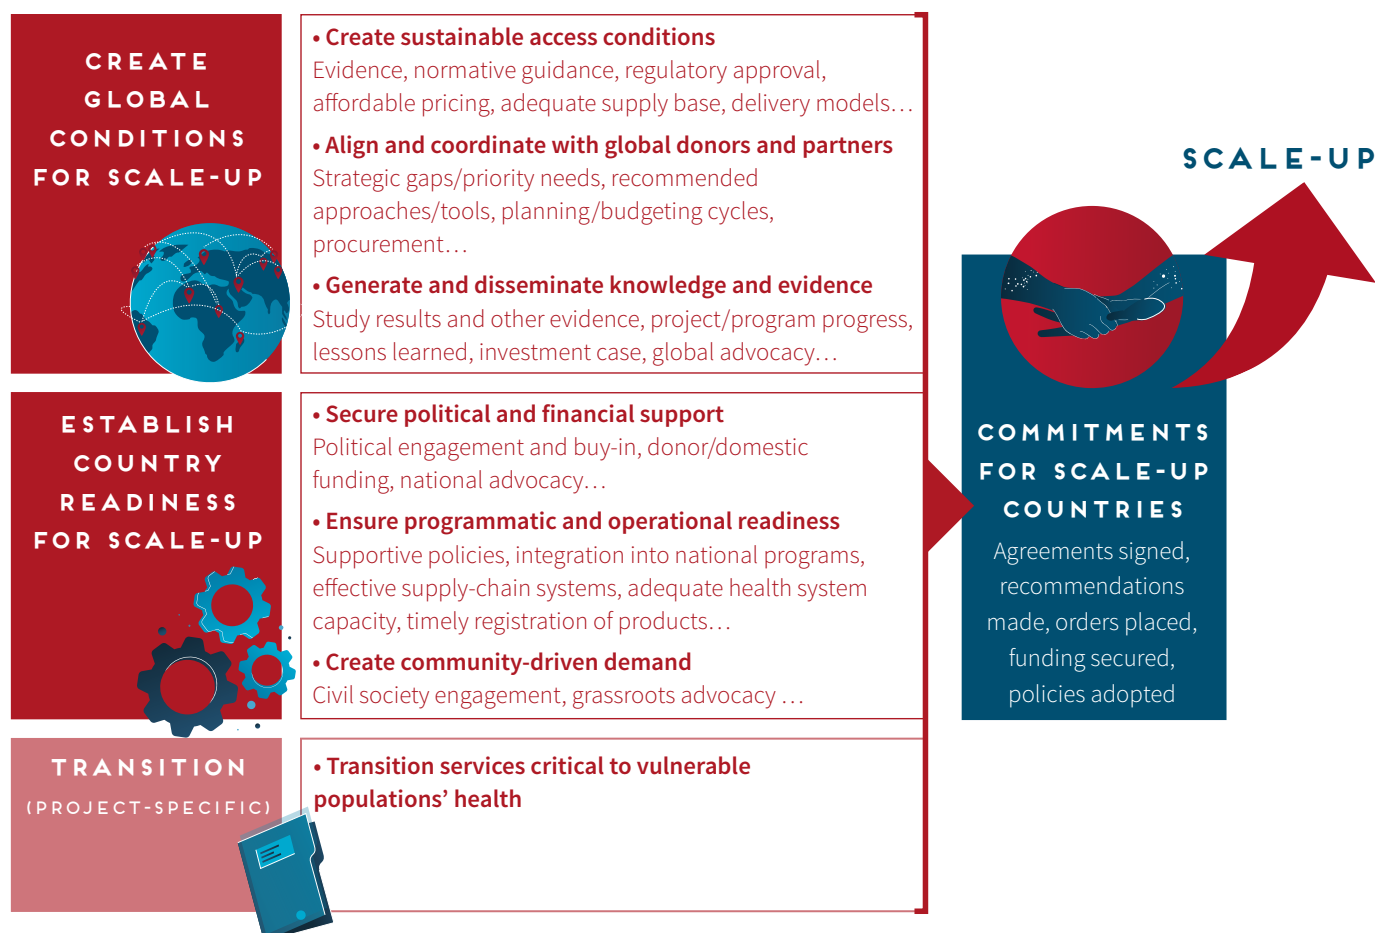 CREATE
GLOBAL
CONDITIONS
FOR SCALE-UP
• Create sustainable access conditions
Evidence, normative guidance, regulatory approval,
affordable pricing, adequate supply base, delivery models…
• Align and coordinate with global donors and partners
Strategic gaps/priority needs, recommended
approaches/tools, planning/budgeting cycles,
procurement…
• Generate and disseminate knowledge and evidence
Study results and other evidence, project/program progress,
lessons learned, investment case, global advocacy…
ESTABLISH
COUNTRY
READINESS
FOR SCALE-UP
• Secure political and financial support
Political engagement and buy-in, donor/domestic
funding, national advocacy…
• Ensure programmatic and operational readiness
Supportive policies, integration into national programs,
effective supply-chain systems, adequate health system
capacity, timely registration of products…
• Create community-driven demand
Civil society engagement, grassroots advocacy …
TRANSITION
(PROJECT-SPECIFIC)
• Transition services critical to vulnerable
populations’ health
COMMITMENTS
FOR SCALE-UP
COUNTRIES
Agreements signed,
recommendations
made, orders placed,
funding secured,
policies adopted
SCALE-UP